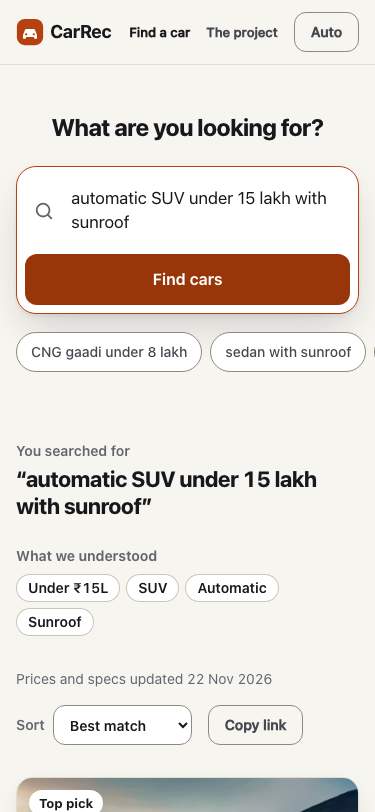 CarRec Find a car The project Auto
What are you looking for?
automatic SUV under 15 lakh with
sunroof
Find cars
CNG gaadi under 8 lakh sedan with sunroof
You searched for
“automatic SUV under 15 lakh
with sunroof”
What we understood
Under ₹15L SUV Automatic
Sunroof
Prices and specs updated 22 Nov 2026
Sort Best match Copy link
Top pick